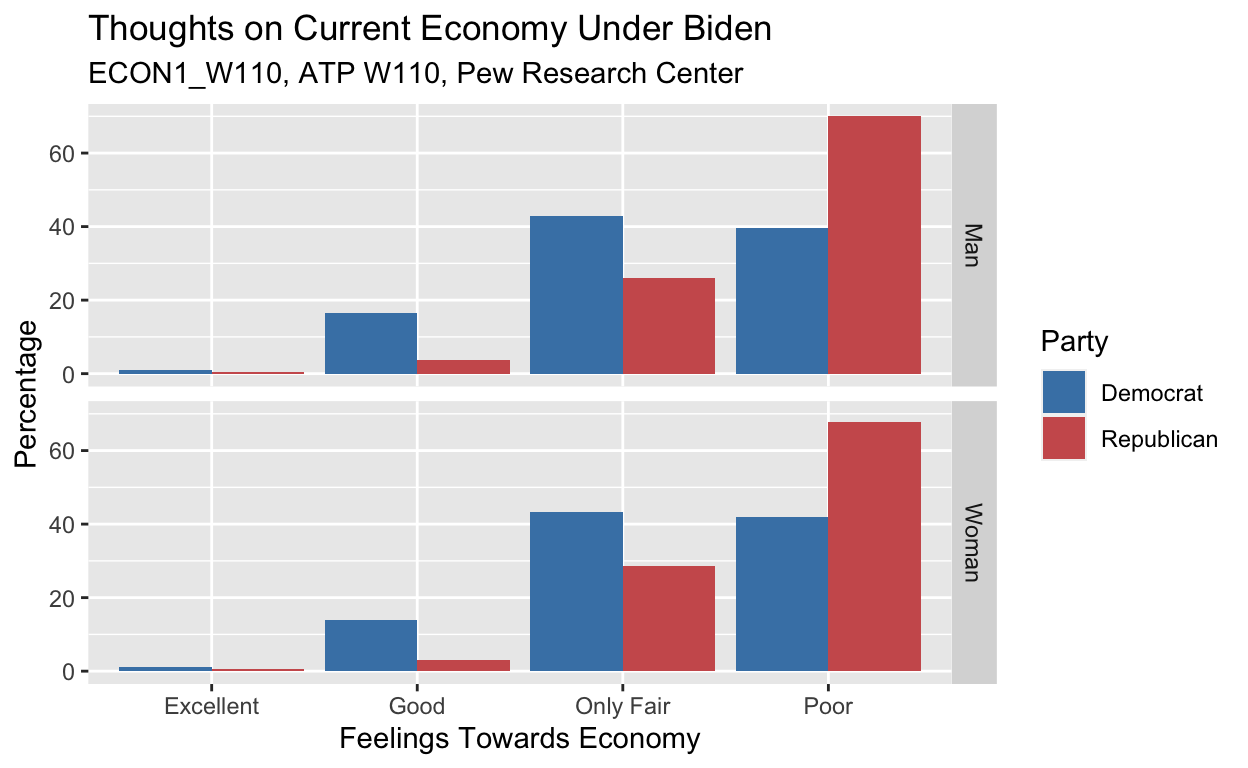 Thoughts on Current Economy Under Biden
ECON1_W110, ATP W110, Pew Research Center
Percentage
60
40
20
0
Man
60
40
20
0
Woman
Excellent Good Only Fair Poor
Feelings Towards Economy
Party
Democrat
Republican